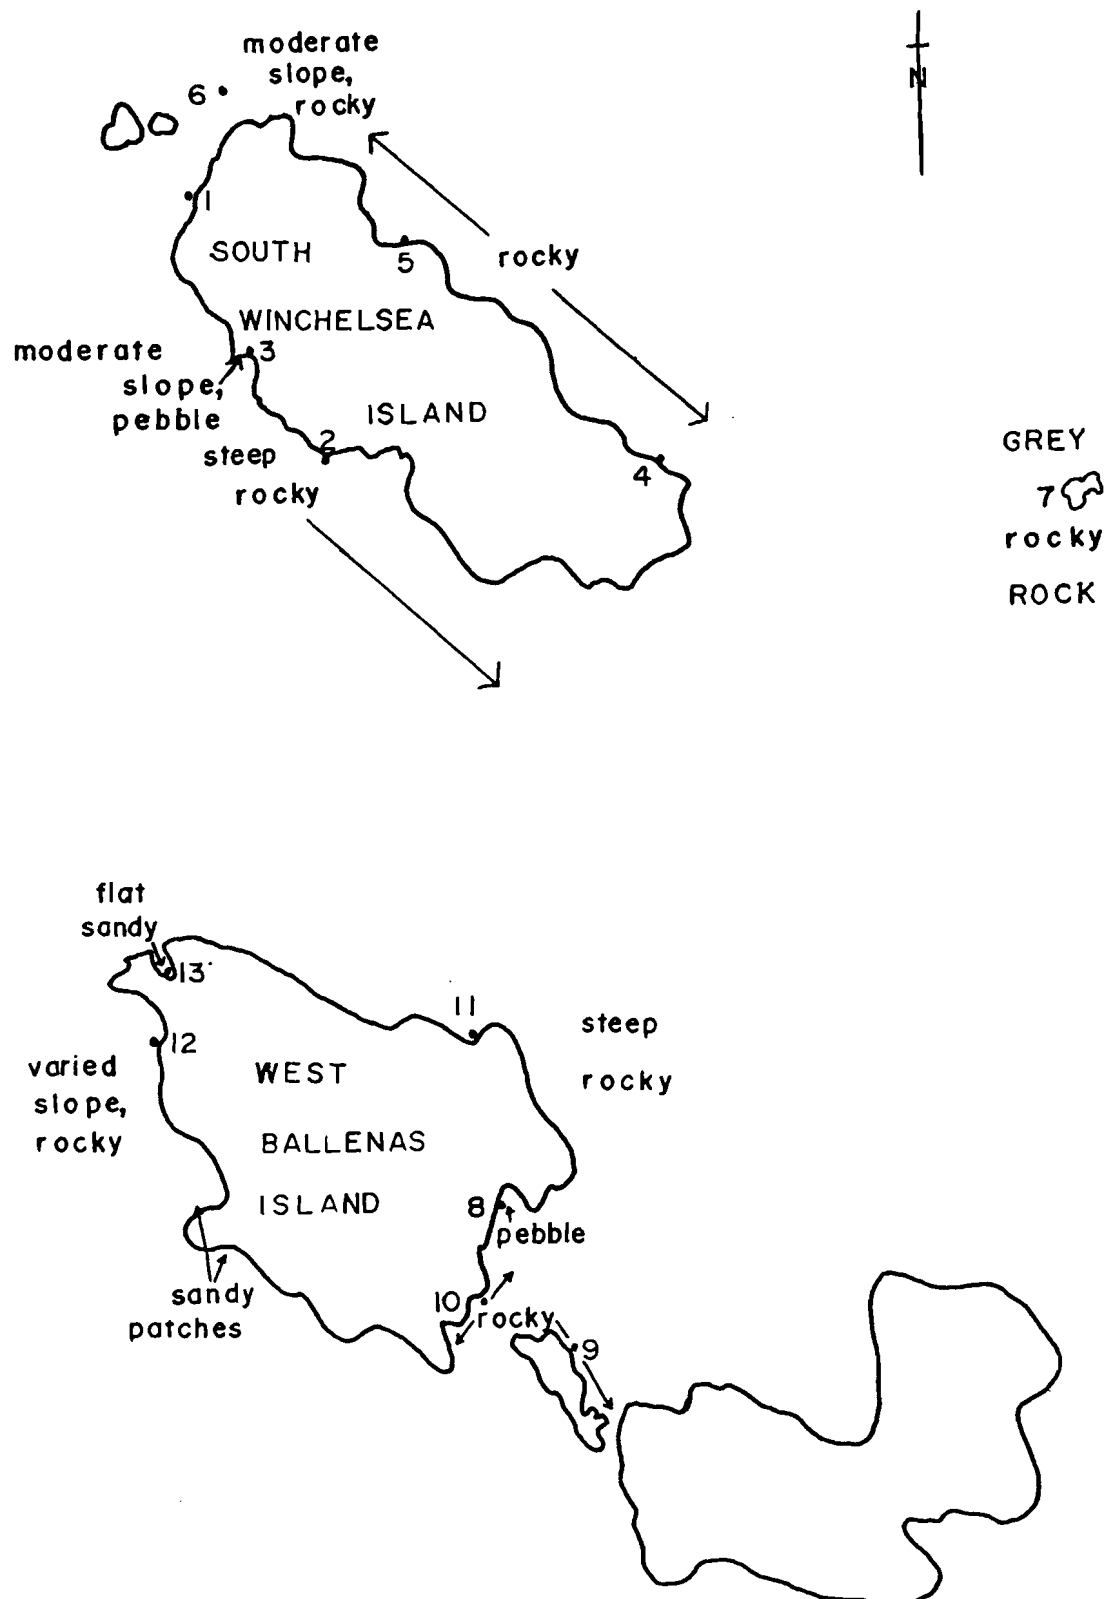 moderate
slope,
rocky
6
N
1
SOUTH
5
rocky
WINCHELSEA
3
moderate
slope,
pebble
ISLAND
2
steep
rocky
4
GREY
7
rocky
ROCK
flat
sandy
13
11
steep
rocky
12
varied
slope,
rocky
WEST
BALLENAS
ISLAND
8
pebble
sandy
patches
10
rocky
9